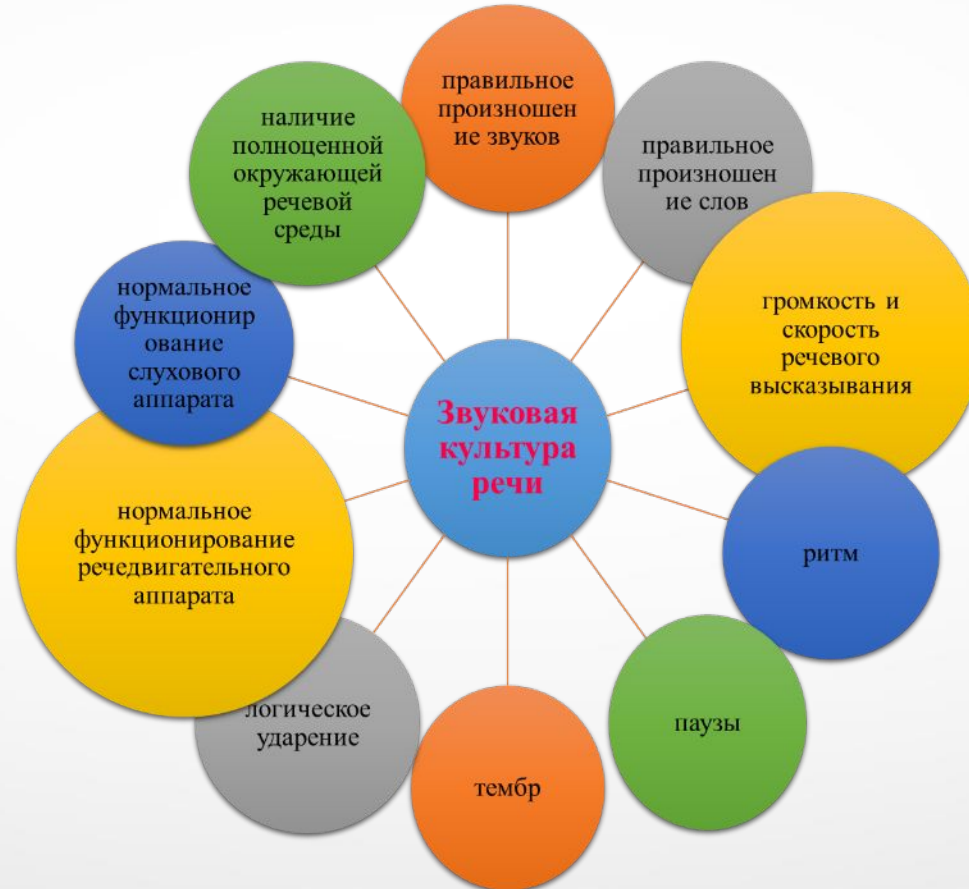 правильное
произношен
ие звуков
правильное
произношен
ие слов
громкость и
скорость
речевого
высказывания
ритм
паузы
тембр
логическое
ударение
нормальное
функционирование
речедвигательного
аппарата
нормальное
функционир
ование
слухового
аппарата
наличие
полноценной
окружающей
речевой
среды
Звуковая
культура
речи